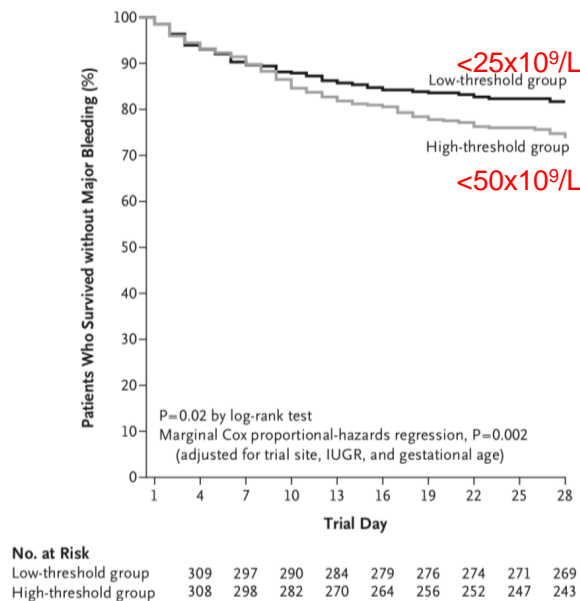 100
90
80
70
60
50
40
30
20
10
0
Patients Who Survived without Major Bleeding (%)
<25x10⁹/L
Low-threshold group
High-threshold group
<50x10⁹/L
P=0.02 by log-rank test
Marginal Cox proportional-hazards regression, P=0.002
(adjusted for trial site, IUGR, and gestational age)
1 4 7 10 13 16 19 22 25 28
Trial Day
No. at Risk
Low-threshold group 309 297 290 284 279 276 274 271 269
High-threshold group 308 298 282 270 264 256 252 247 243